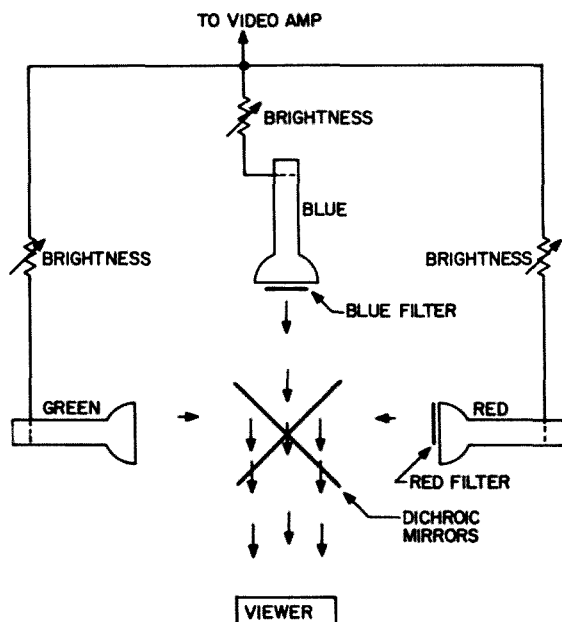 TO VIDEO AMP
BRIGHTNESS
BLUE
BRIGHTNESS
BRIGHTNESS
BLUE FILTER
GREEN
RED
RED FILTER
DICHROIC
MIRRORS
VIEWER